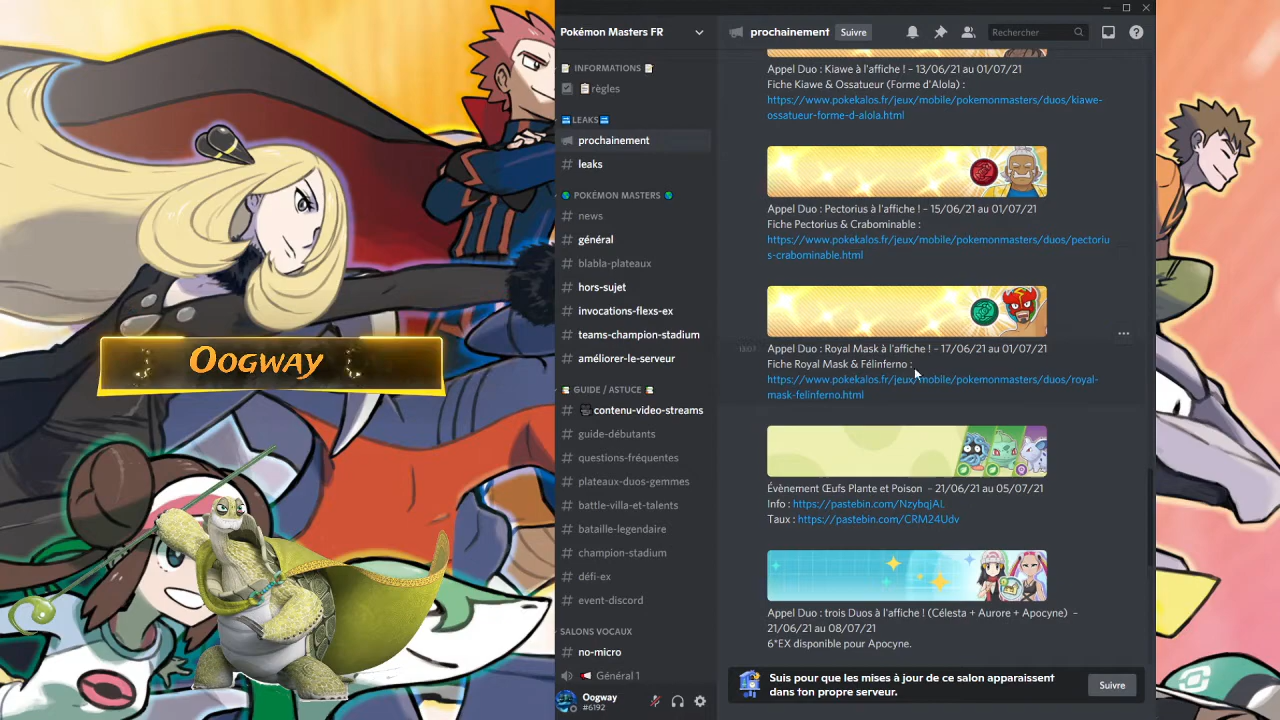 Oogway
Pokémon Masters FR
INFORMATIONS
règles
LEAKS
prochainement
# leaks
POKÉMON MASTERS
# news
# général
# blabla-plateaux
# hors-sujet
# invocations-flexs-ex
# teams-champion-stadium
# améliorer-le-serveur
GUIDE / ASTUCE
# contenu-video-streams
# guide-débutants
# questions-fréquentes
# plateaux-duos-gemmes
# battle-villa-et-talents
# bataille-legendaire
# champion-stadium
# défi-ex
# event-discord
SALONS VOCAUX
# no-micro
Général 1
Oogway
#6192
prochainement
Suivre
Rechercher
Appel Duo : Kiawe à l'affiche ! – 13/06/21 au 01/07/21
Fiche Kiawe & Ossatueur (Forme d'Alola) :
https://www.pokekalos.fr/jeux/mobile/pokemonmasters/duos/kiawe-
ossatueur-forme-d-alola.html
Appel Duo : Pectorius à l'affiche ! – 15/06/21 au 01/07/21
Fiche Pectorius & Crabominable :
https://www.pokekalos.fr/jeux/mobile/pokemonmasters/duos/pectoriu
s-crabominable.html
Appel Duo : Royal Mask à l'affiche ! – 17/06/21 au 01/07/21
Fiche Royal Mask & Félinferno :
https://www.pokekalos.fr/jeux/mobile/pokemonmasters/duos/royal-
mask-felinferno.html
Évènement Œufs Plante et Poison – 21/06/21 au 05/07/21
Info : https://pastebin.com/NzybqjAL
Taux : https://pastebin.com/CRM24Udv
Appel Duo : trois Duos à l'affiche ! (Célesta + Aurore + Apocyne) –
21/06/21 au 08/07/21
6*EX disponible pour Apocyne.
Suis pour que les mises à jour de ce salon apparaissent
dans ton propre serveur.
Suivre